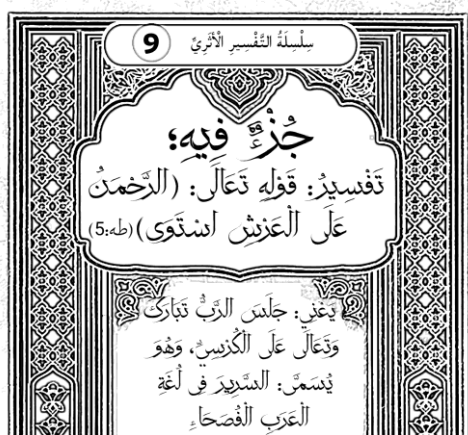 سِلْسِلَةُ التَّفْسِيرِ الْأَثَرِيِّ 9
جُزْءٌ فِيهِ؛
تَفْسِيرُ: قَوْلِهِ تَعَالَى: (الرَّحْمَنُ
عَلَى الْعَرْشِ اسْتَوَى) (طه:5)
يَعْنِي: جَلَسَ الرَّبُّ تَبَارَكَ
وَتَعَالَى عَلَى الْكُرْسِيِّ، وَهُوَ
يُسَمَّى: السَّرِيرَ فِي لُغَةِ
الْعَرَبِ الْفُصَحَاءِ